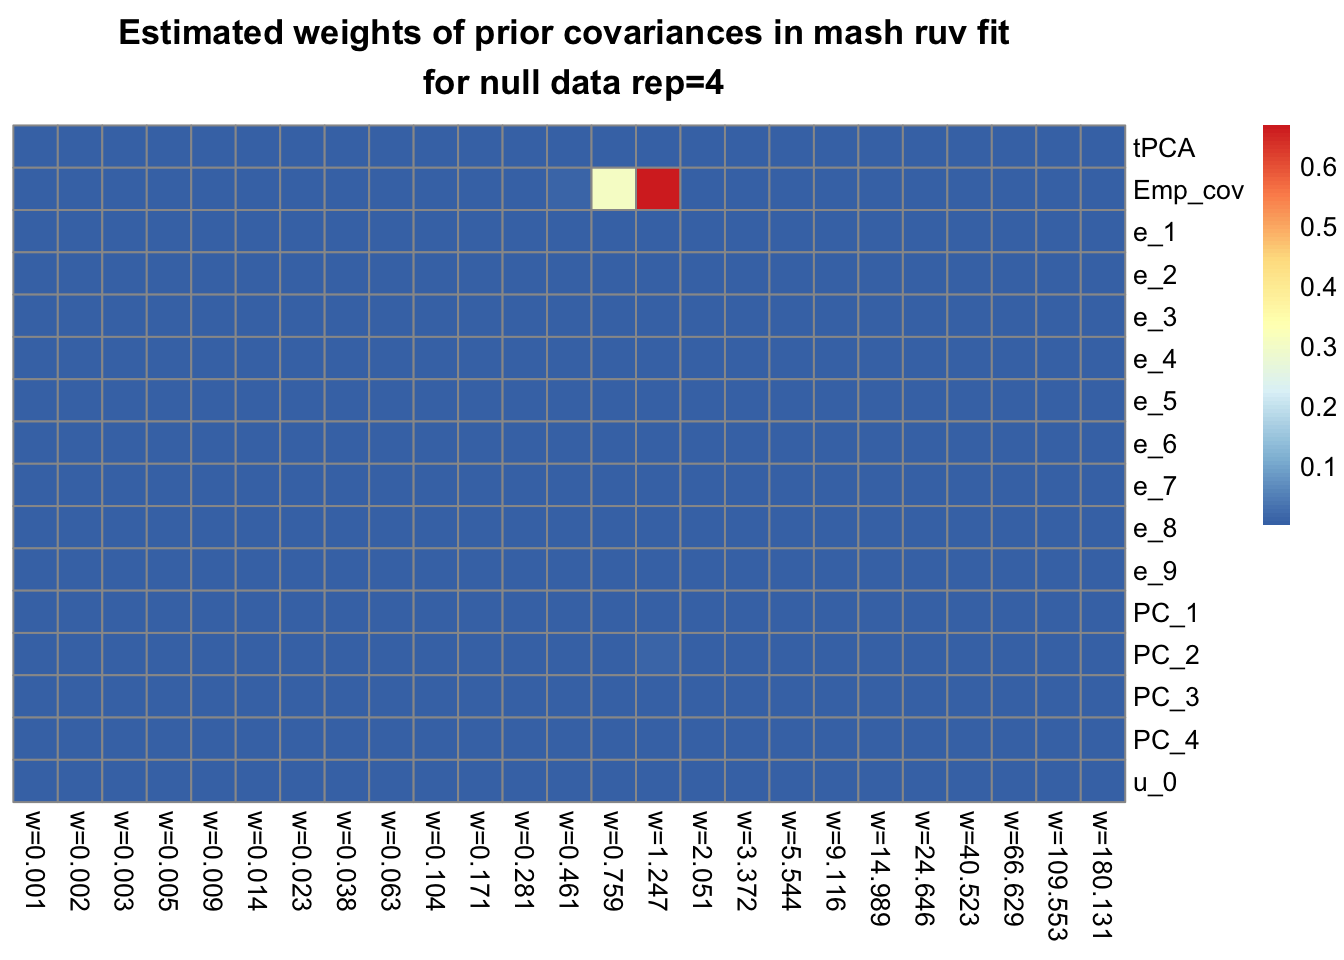 Estimated weights of prior covariances in mash ruv fit
for null data rep=4
tPCA
Emp_cov
e_1
e_2
e_3
e_4
e_5
e_6
e_7
e_8
e_9
PC_1
PC_2
PC_3
PC_4
u_0
0.6
0.5
0.4
0.3
0.2
0.1
w=0.001
w=0.002
w=0.003
w=0.005
w=0.009
w=0.014
w=0.023
w=0.038
w=0.063
w=0.104
w=0.171
w=0.281
w=0.461
w=0.759
w=1.247
w=2.051
w=3.372
w=5.544
w=9.116
w=14.989
w=24.646
w=40.523
w=66.629
w=109.553
w=180.131